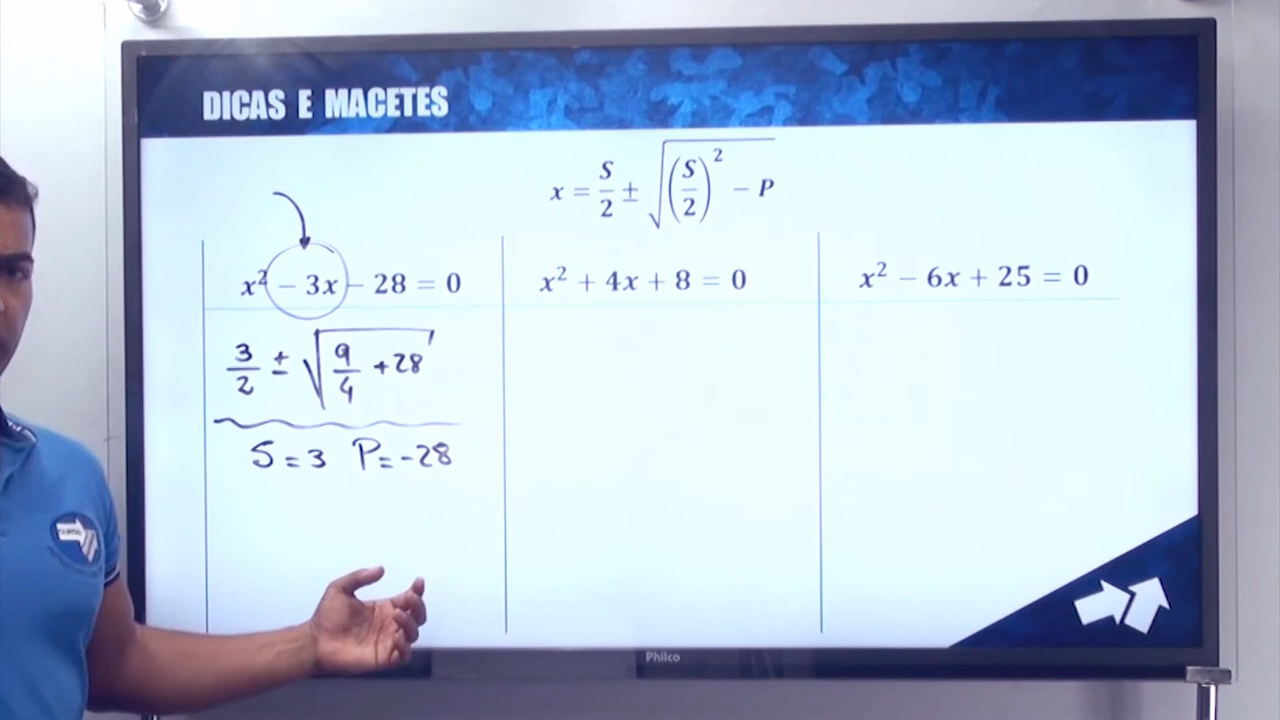 DICAS E MACETES
x = S/2 ± √((S/2)² − P)
x² − 3x − 28 = 0
x² + 4x + 8 = 0
x² − 6x + 25 = 0
3/2 ± √(9/4 + 28)
S = 3 P = -28
Philco